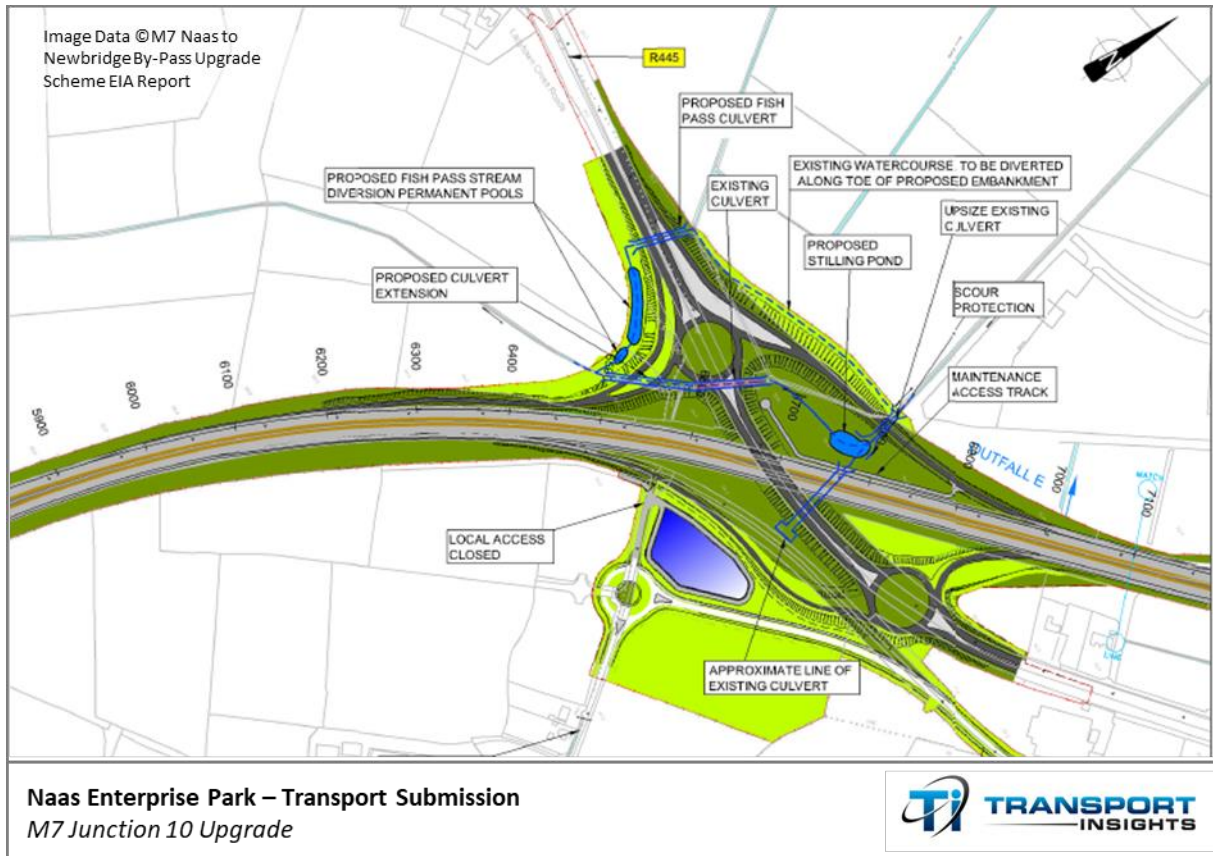 Image Data ©M7 Naas to
Newbridge By-Pass Upgrade
Scheme EIA Report
R445
N
PROPOSED FISH
PASS CULVERT
PROPOSED FISH PASS STREAM
DIVERSION PERMANENT POOLS
EXISTING
CULVERT
EXISTING WATERCOURSE TO BE DIVERTED
ALONG TOE OF PROPOSED EMBANKMENT
UPSIZE EXISTING
CULVERT
PROPOSED
STILLING POND
PROPOSED CULVERT
EXTENSION
SCOUR
PROTECTION
MAINTENANCE
ACCESS TRACK
5900
6000
6100
6200
6300
6400
6800
OUTFALL E
7000
7100
MATCH
LINE
LOCAL ACCESS
CLOSED
APPROXIMATE LINE OF
EXISTING CULVERT
Naas Enterprise Park – Transport Submission
M7 Junction 10 Upgrade
Ti TRANSPORT
INSIGHTS